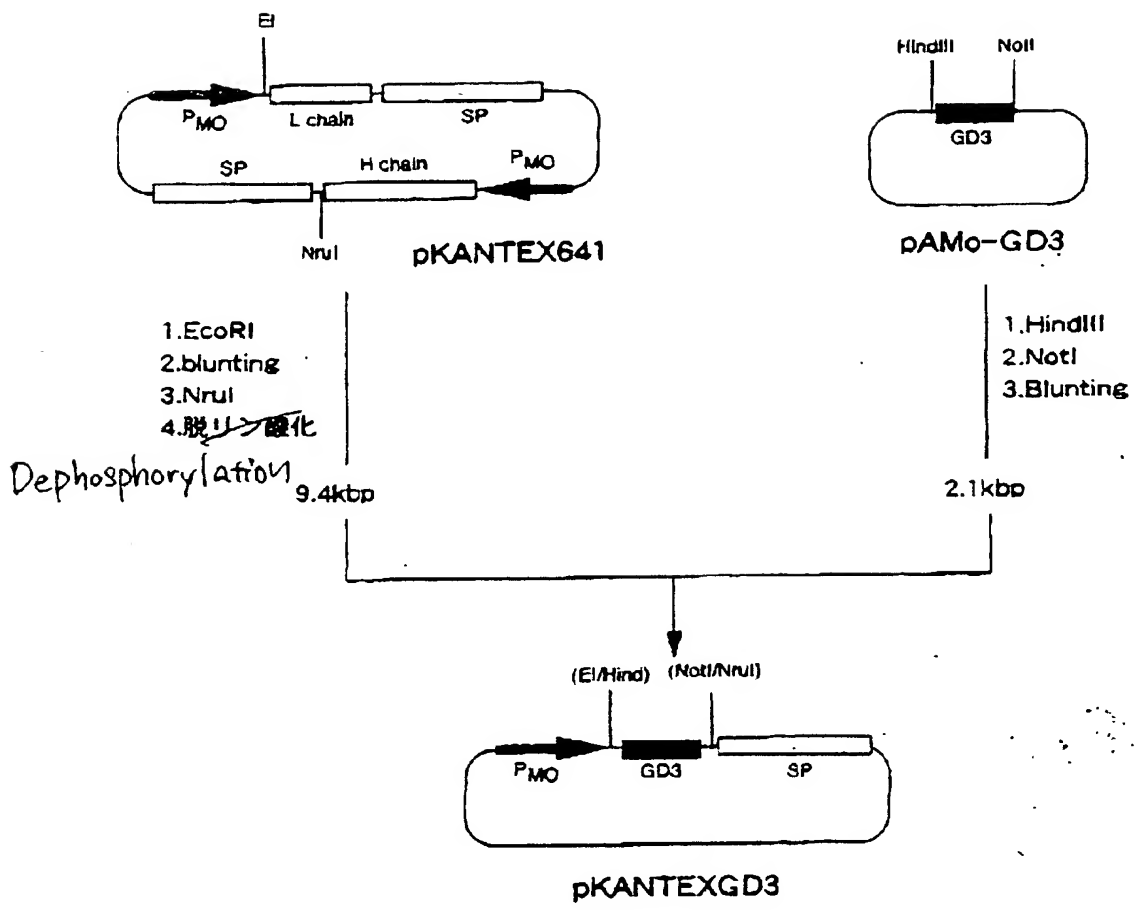 EI
L chain
SP
PMO
SP
H chain
PMO
NruI
pKANTEX641
HindIII
NotI
GD3
pAMo-GD3
1.EcoRI
2.blunting
3.NruI
4.脱リン酸化
Dephosphorylation
9.4kbp
1.HindIII
2.NotI
3.Blunting
2.1kbp
(EI/Hind)
(NotI/NruI)
PMO
GD3
SP
pKANTEXGD3